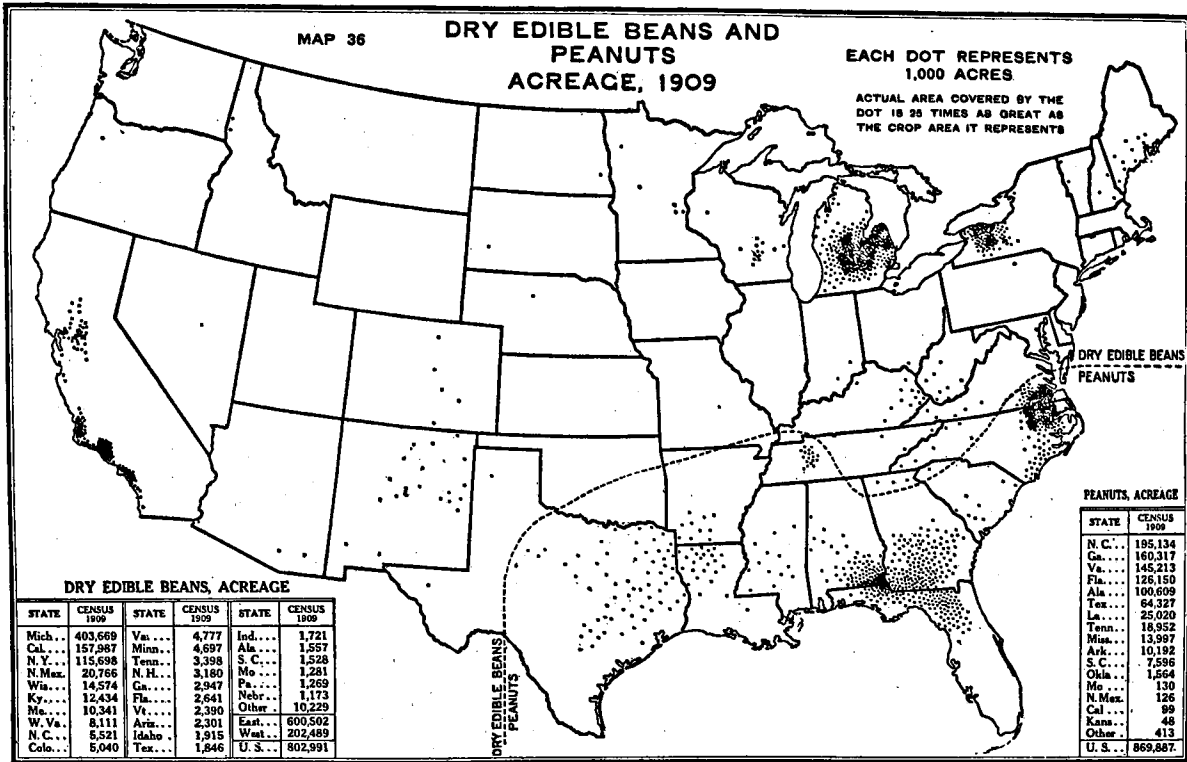 MAP 36
DRY EDIBLE BEANS AND
PEANUTS
ACREAGE, 1909
EACH DOT REPRESENTS
1,000 ACRES.
ACTUAL AREA COVERED BY THE
DOT IS 25 TIMES AS GREAT AS
THE CROP AREA IT REPRESENTS
DRY EDIBLE BEANS
PEANUTS
DRY EDIBLE BEANS
PEANUTS
DRY EDIBLE BEANS, ACREAGE
STATE CENSUS 1909 STATE CENSUS 1909 STATE CENSUS 1909
Mich... 403,669 Va... 4,777 Ind... 1,721
Cal... 157,987 Minn... 4,697 Ala... 1,557
N.Y... 115,698 Tenn... 3,398 S. C... 1,528
N.Mex. 20,766 N. H... 3,180 Mo... 1,281
Wis... 14,574 Ga... 2,947 Pa... 1,269
Ky... 12,434 Fla... 2,641 Nebr... 1,173
Me... 10,341 Vt... 2,390 Other.. 10,229
W. Va. 8,111 Ariz... 2,301 East... 600,502
N. C... 5,521 Idaho. 1,915 West... 202,489
Colo... 5,040 Tex... 1,846 U. S... 802,991
PEANUTS, ACREAGE
STATE CENSUS 1909
N. C... 195,134
Ga... 160,317
Va... 145,213
Fla... 126,150
Ala... 100,609
Tex... 64,327
La... 25,020
Tenn.. 18,952
Miss... 13,997
Ark... 10,192
S. C... 7,596
Okla... 1,564
Mo... 130
N. Mex. 126
Cal... 99
Kans... 48
Other.. 413
U. S... 869,887.